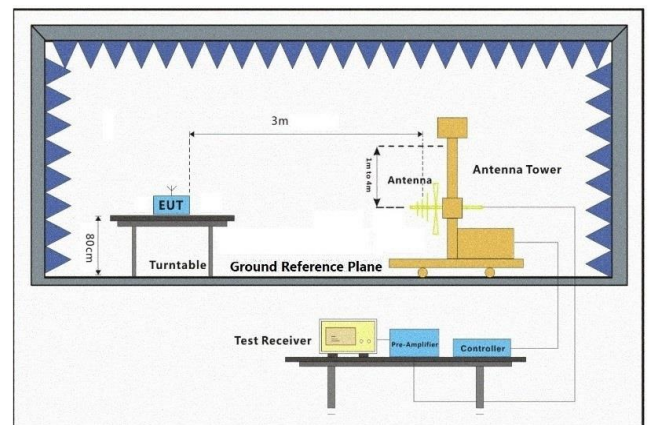 3m
1m to 4m
Antenna
Antenna Tower
EUT
80cm
Turntable
Ground Reference Plane
Test Receiver
Pre-Amplifier
Controller